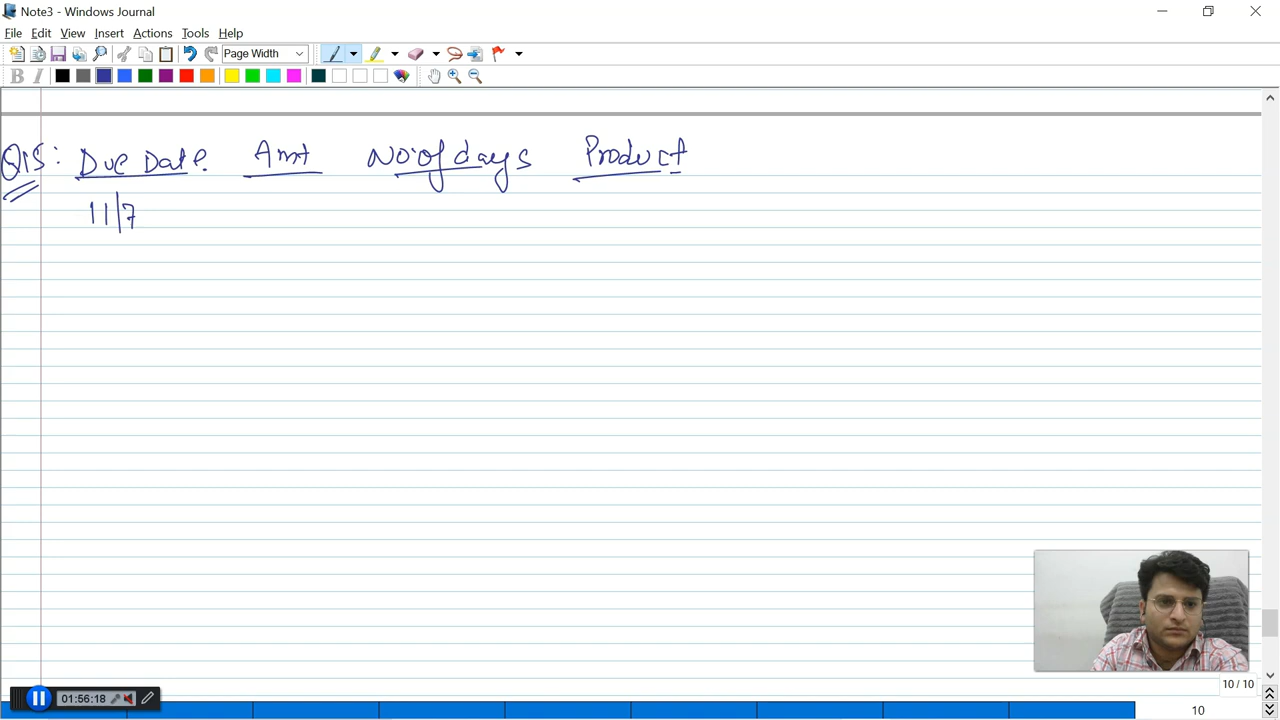 Note3 - Windows Journal
File Edit View Insert Actions Tools Help
Page Width
B I
Q15: Due Date Amt No. of days Product
11/7
10 / 10
01:56:18
10